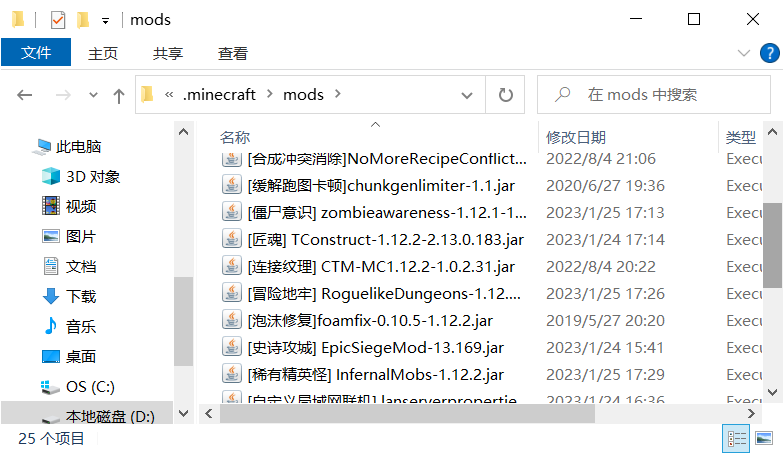 mods
文件 主页 共享 查看
« .minecraft > mods > 在 mods 中搜索
名称 修改日期 类型
此电脑
3D 对象
视频
图片
文档
下载
音乐
桌面
OS (C:)
本地磁盘 (D:)
[合成冲突消除]NoMoreRecipeConflict... 2022/8/4 21:06 Execu
[缓解跑图卡顿]chunkgenlimiter-1.1.jar 2020/6/27 19:36 Execu
[僵尸意识] zombieawareness-1.12.1-1... 2023/1/25 17:13 Execu
[匠魂] TConstruct-1.12.2-2.13.0.183.jar 2023/1/24 17:14 Execu
[连接纹理] CTM-MC1.12.2-1.0.2.31.jar 2022/8/4 20:22 Execu
[冒险地牢] RoguelikeDungeons-1.12.... 2023/1/25 17:26 Execu
[泡沫修复]foamfix-0.10.5-1.12.2.jar 2019/5/27 20:20 Execu
[史诗攻城] EpicSiegeMod-13.169.jar 2023/1/24 15:41 Execu
[稀有精英怪] InfernalMobs-1.12.2.jar 2023/1/25 17:29 Execu
[自定义局域网联机] lanserverpropertie 2023/1/24 16:36 Execu
25 个项目